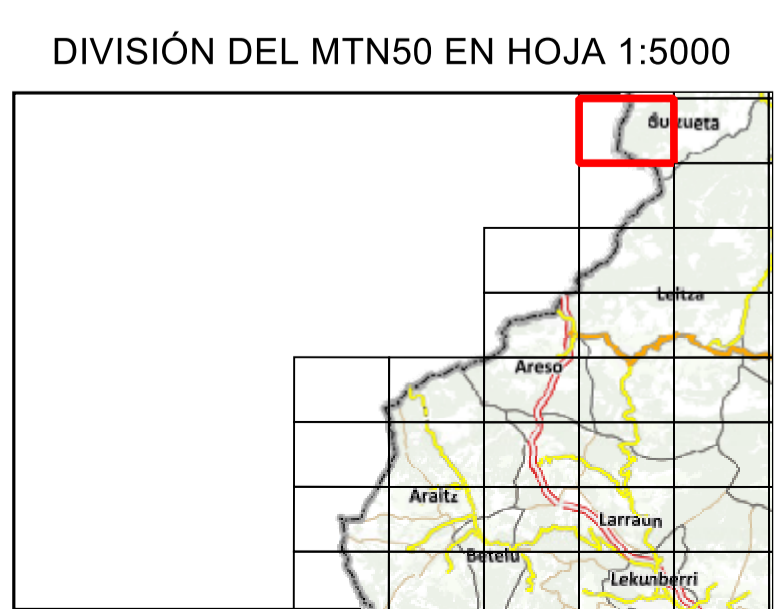 DIVISIÓN DEL MTN50 EN HOJA 1:5000
Leitza
Areso
Araitz
Larraun
Betelu
Lekunberri